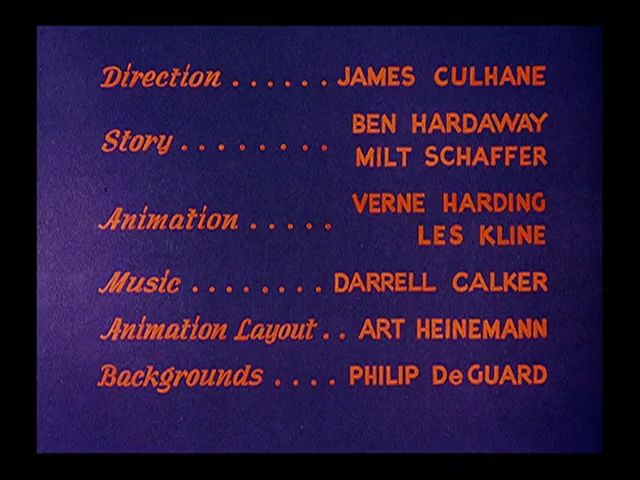 Direction ...... JAMES CULHANE
Story ........ BEN HARDAWAY
MILT SCHAFFER
Animation ..... VERNE HARDING
LES KLINE
Music ........ DARRELL CALKER
Animation Layout .. ART HEINEMANN
Backgrounds .... PHILIP DeGUARD